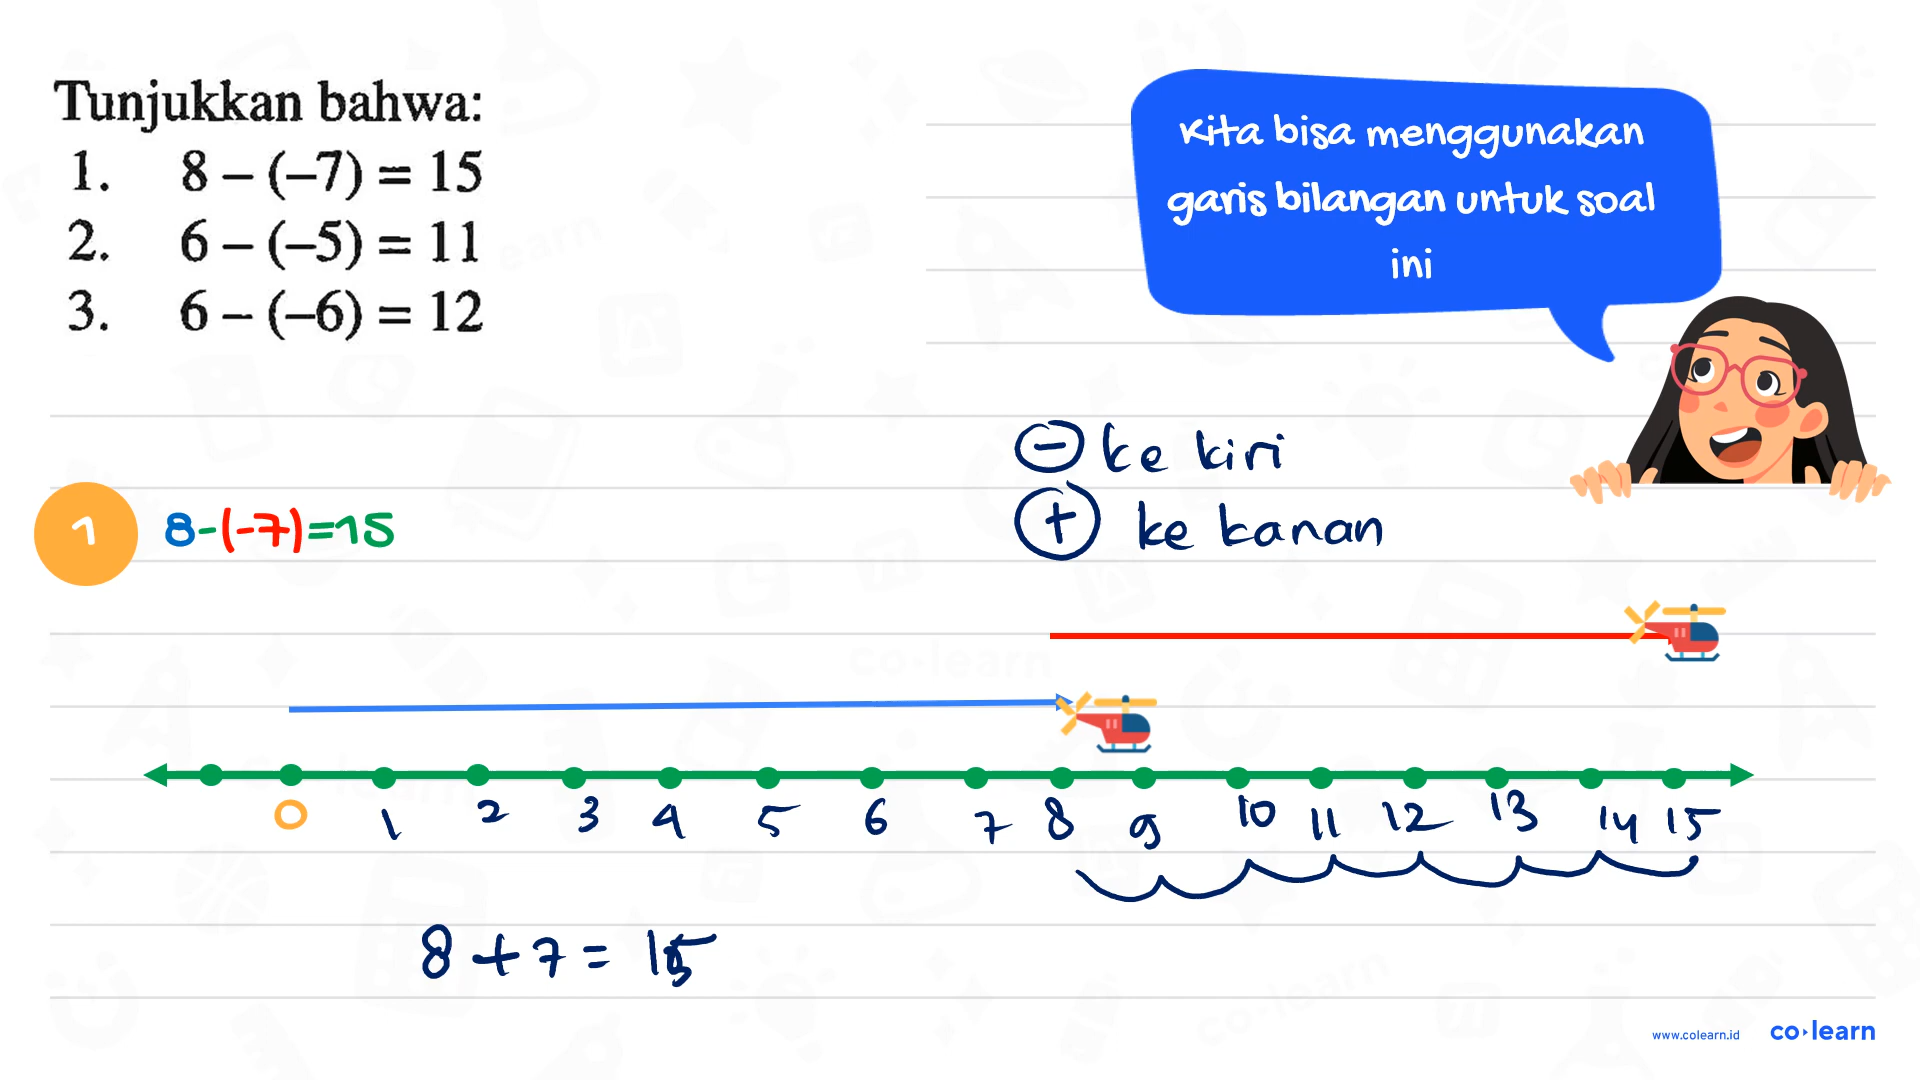 Tunjukkan bahwa:
1. 8 – (–7) = 15
2. 6 – (–5) = 11
3. 6 – (–6) = 12
Kita bisa menggunakan
garis bilangan untuk soal
ini
- ke kiri
+ ke kanan
1 8-(-7)=15
0 1 2 3 4 5 6 7 8 9 10 11 12 13 14 15
8 + 7 = 15
www.colearn.id co·learn